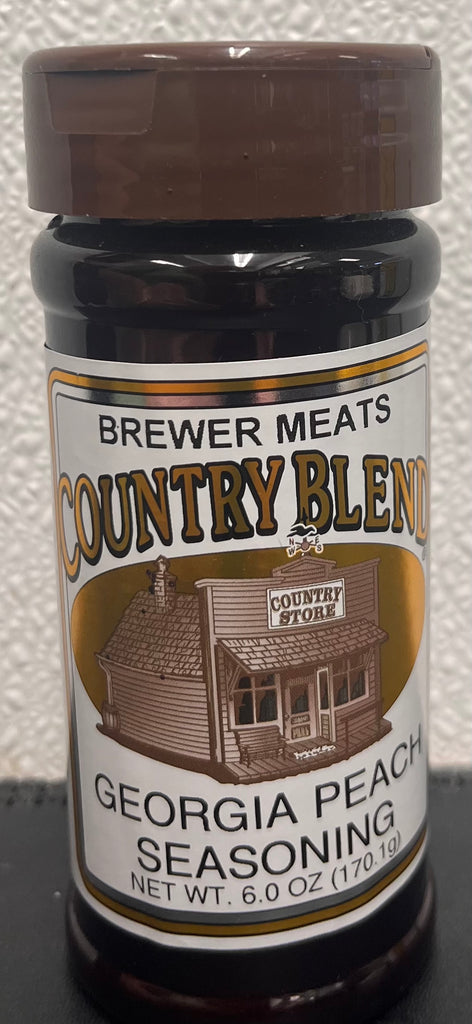 BREWER MEATS
COUNTRY BLEND
N E
W S
COUNTRY
STORE
GEORGIA PEACH
SEASONING
NET WT. 6.0 OZ (170.1g)